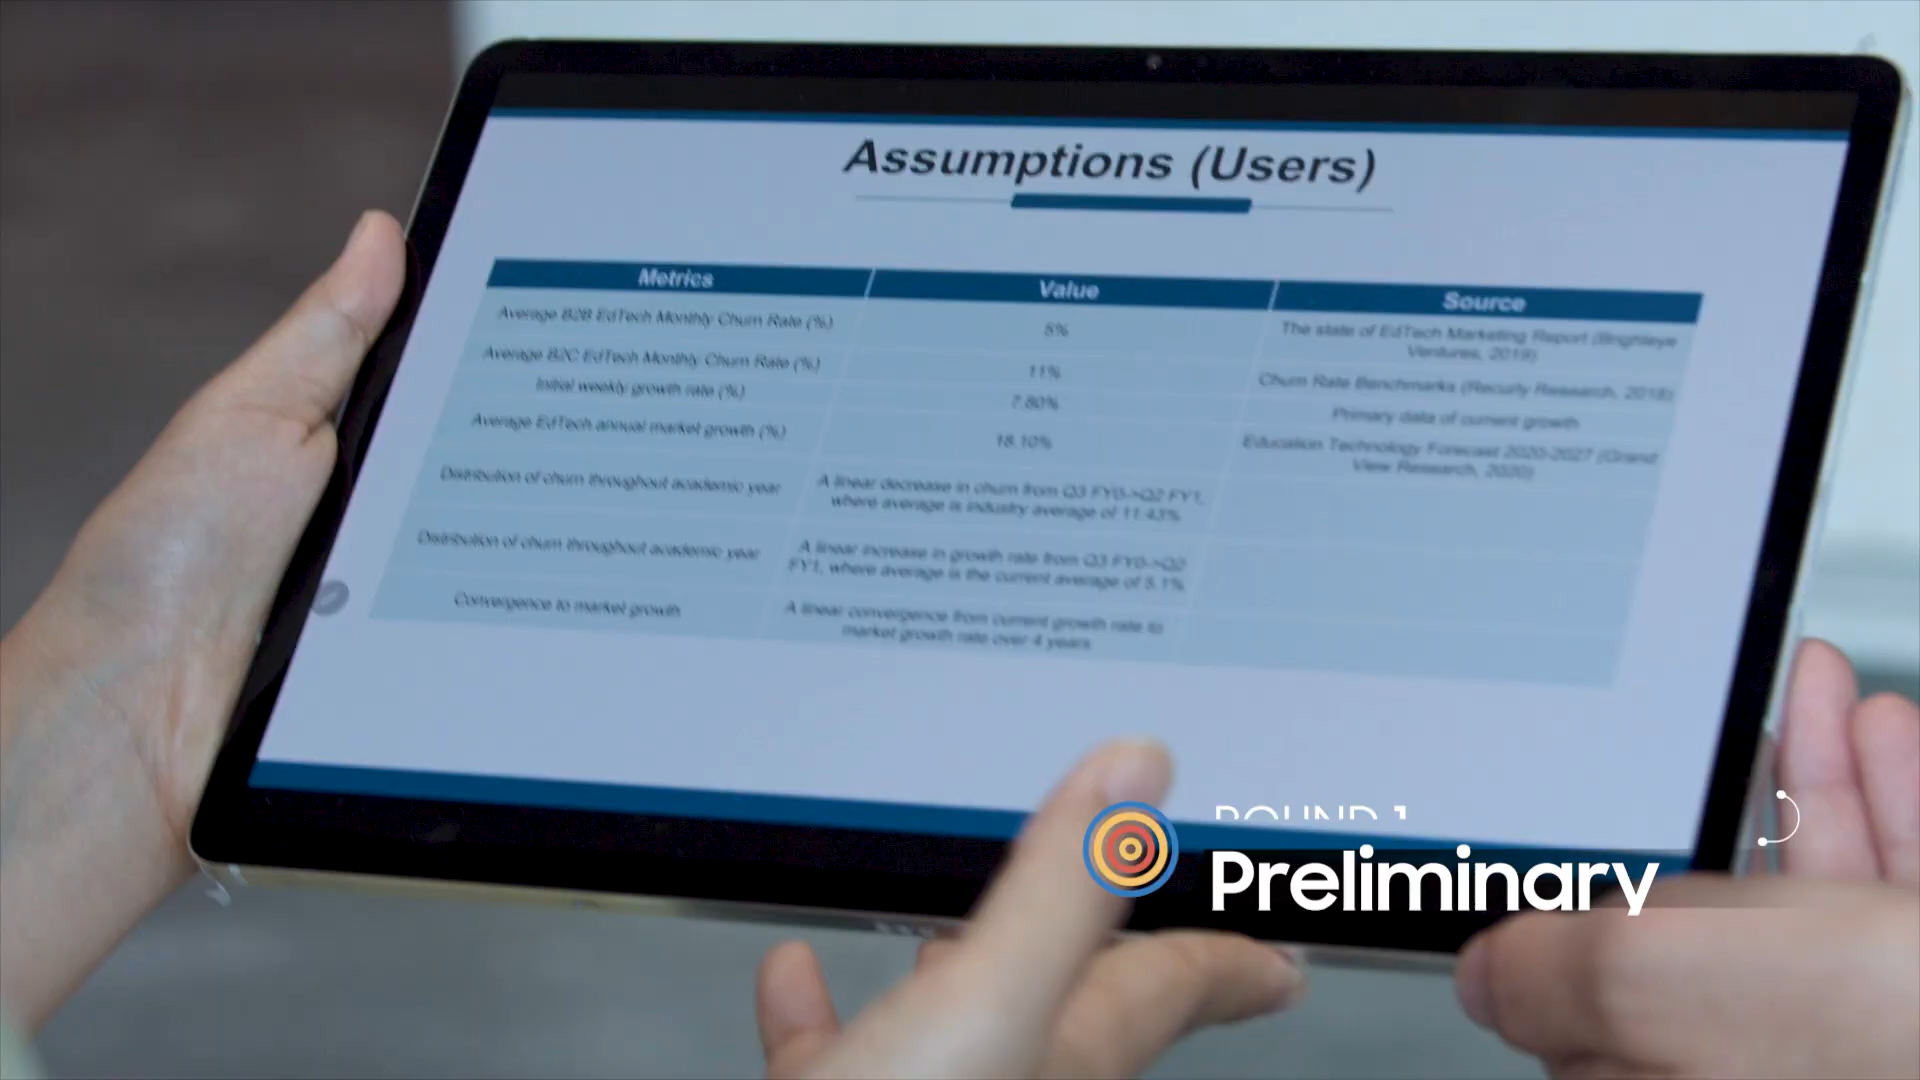 Assumptions (Users)
Metrics
Value
Source
Average B2B EdTech Monthly Churn Rate (%)
5%
The state of EdTech Marketing Report (Brighteye
Ventures, 2019)
Average B2C EdTech Monthly Churn Rate (%)
11%
Churn Rate Benchmarks (Recurly Research, 2018)
Initial weekly growth rate (%)
7.80%
Primary data of current growth
Average EdTech annual market growth (%)
18.10%
Education Technology Forecast 2020-2027 (Grand
View Research, 2020)
Distribution of churn throughout academic year
A linear decrease in churn from Q3 FY0->Q2 FY1,
where average is industry average of 11.43%
Distribution of churn throughout academic year
A linear increase in growth rate from Q3 FY0->Q2
FY1, where average is the current average of 5.1%
Convergence to market growth
A linear convergence from current growth rate to
market growth rate over 4 years
ROUND 1
Preliminary